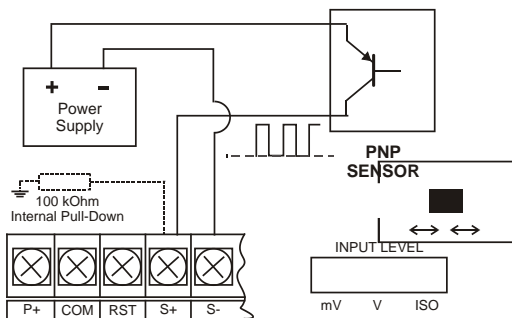 + -
Power
Supply
PNP
SENSOR
100 kOhm
Internal Pull-Down
INPUT LEVEL
mV V ISO
P+ COM RST S+ S-